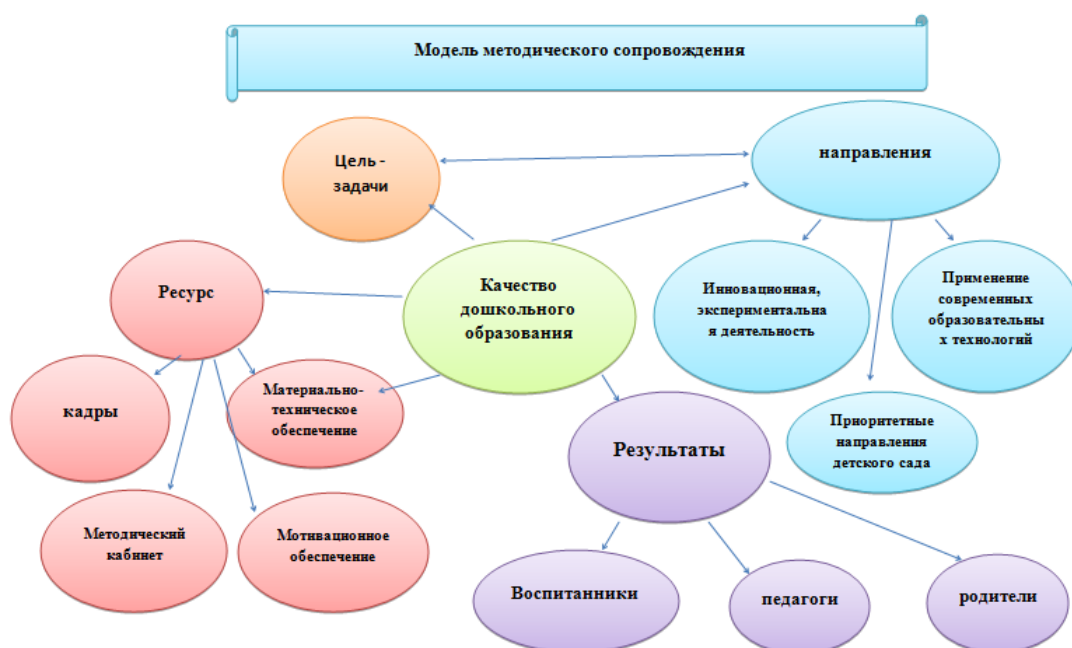 Модель методического сопровождения
Цель -
задачи
направления
Ресурс
Качество
дошкольного
образования
Инновационная,
экспериментальна
я деятельность
Применение
современных
образовательны
х технологий
кадры
Материально-
техническое
обеспечение
Результаты
Приоритетные
направления
детского сада
Методический
кабинет
Мотивационное
обеспечение
Воспитанники
педагоги
родители